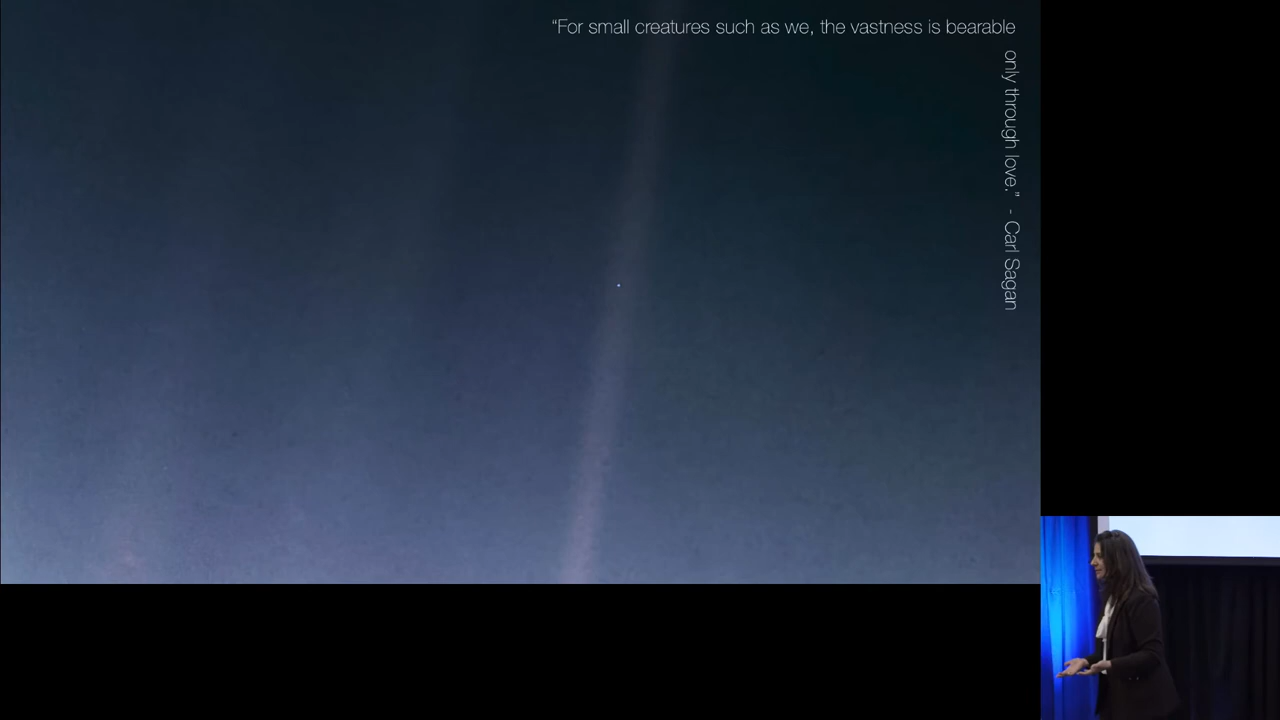 “For small creatures such as we, the vastness is bearable
only through love.” - Carl Sagan